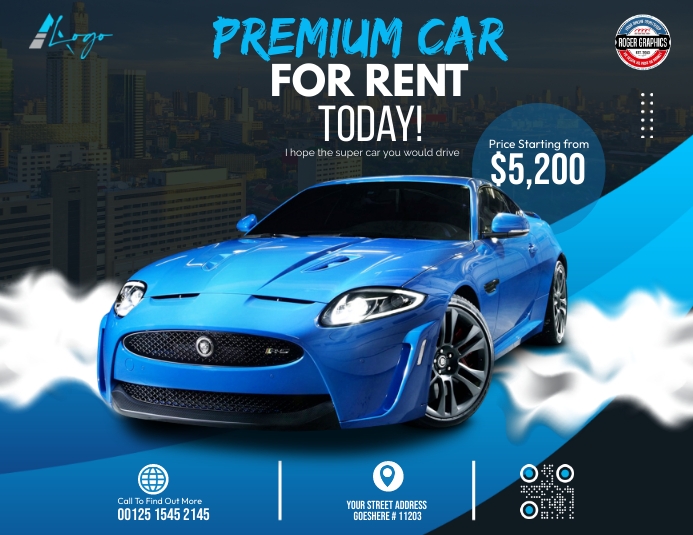 Logo
PREMIUM CAR
FOR RENT
TODAY!
I hope the super car you would drive
ROGER GRAPHICS
Price Starting from
$5,200
Call To Find Out More
00125 1545 2145
YOUR STREET ADDRESS
GOESHERE # 11203